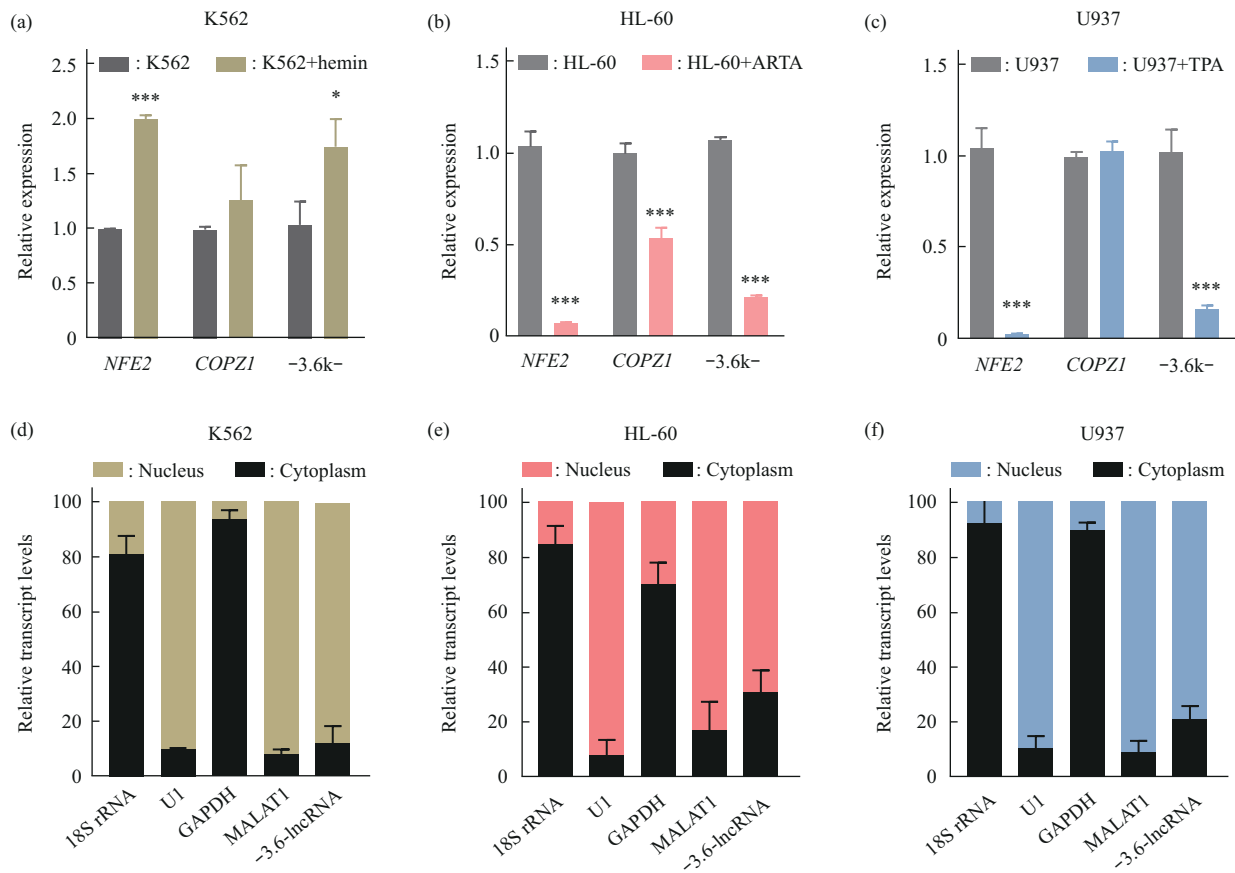 (a)
K562
: K562
: K562+hemin
Relative expression
2.5
2.0
1.5
1.0
0.5
0
***
*
NFE2
COPZ1
-3.6k-
(b)
HL-60
: HL-60
: HL-60+ARTA
Relative expression
1.5
1.0
0.5
0
***
***
***
NFE2
COPZ1
-3.6k-
(c)
U937
: U937
: U937+TPA
Relative expression
1.5
1.0
0.5
0
***
***
NFE2
COPZ1
-3.6k-
(d)
K562
: Nucleus
: Cytoplasm
Relative transcript levels
100
80
60
40
20
0
18S rRNA
U1
GAPDH
MALAT1
-3.6-lncRNA
(e)
HL-60
: Nucleus
: Cytoplasm
Relative transcript levels
100
80
60
40
20
0
18S rRNA
U1
GAPDH
MALAT1
-3.6-lncRNA
(f)
U937
: Nucleus
: Cytoplasm
Relative transcript levels
100
80
60
40
20
0
18S rRNA
U1
GAPDH
MALAT1
-3.6-lncRNA